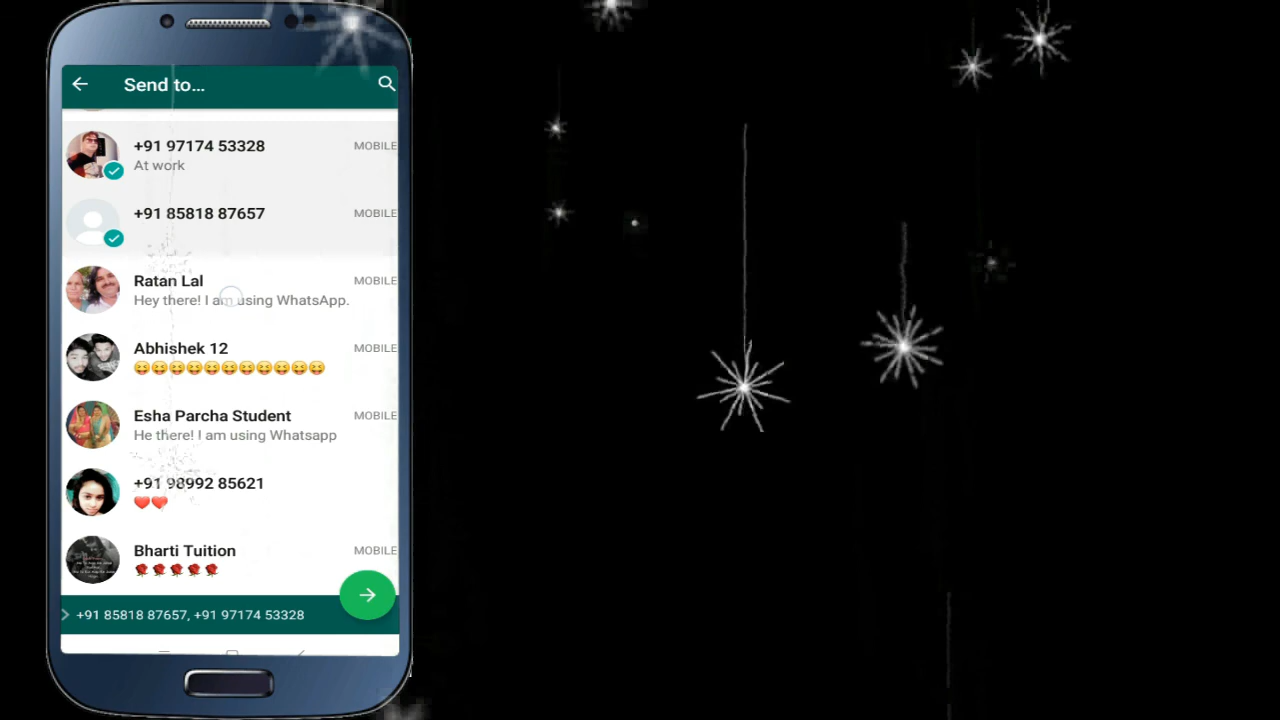 Send to...
+91 97174 53328 MOBILE
At work
+91 85818 87657 MOBILE
Ratan Lal MOBILE
Hey there! I am using WhatsApp.
Abhishek 12 MOBILE
😝😝😝😝😝😝😝😝😝😝😝
Esha Parcha Student MOBILE
He there! I am using Whatsapp
+91 98992 85621
❤️❤️
Bharti Tuition MOBILE
🌹🌹🌹🌹🌹
+91 85818 87657, +91 97174 53328